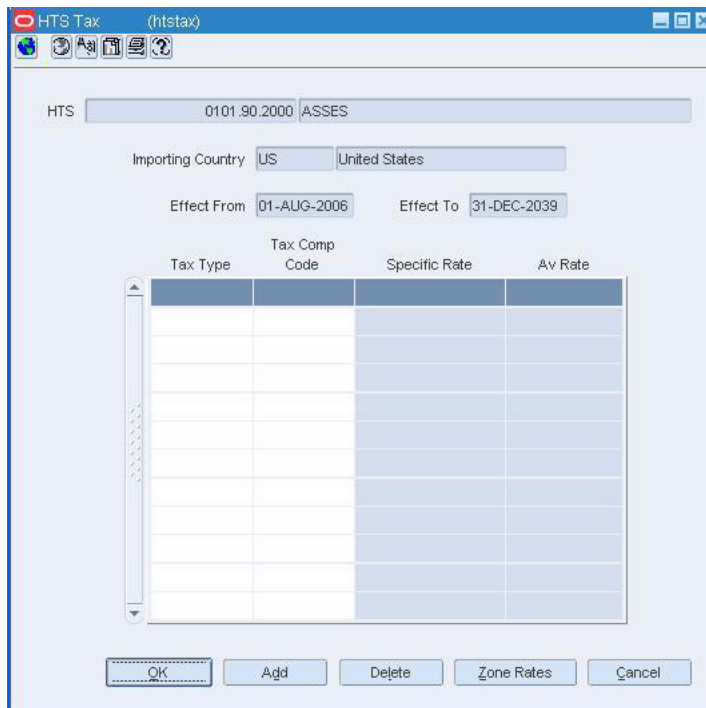 HTS Tax (htstax)
HTS 0101.90.2000 ASSES
Importing Country US United States
Effect From 01-AUG-2006 Effect To 31-DEC-2039
Tax Type Tax Comp Code Specific Rate Av Rate
OK Add Delete Zone Rates Cancel